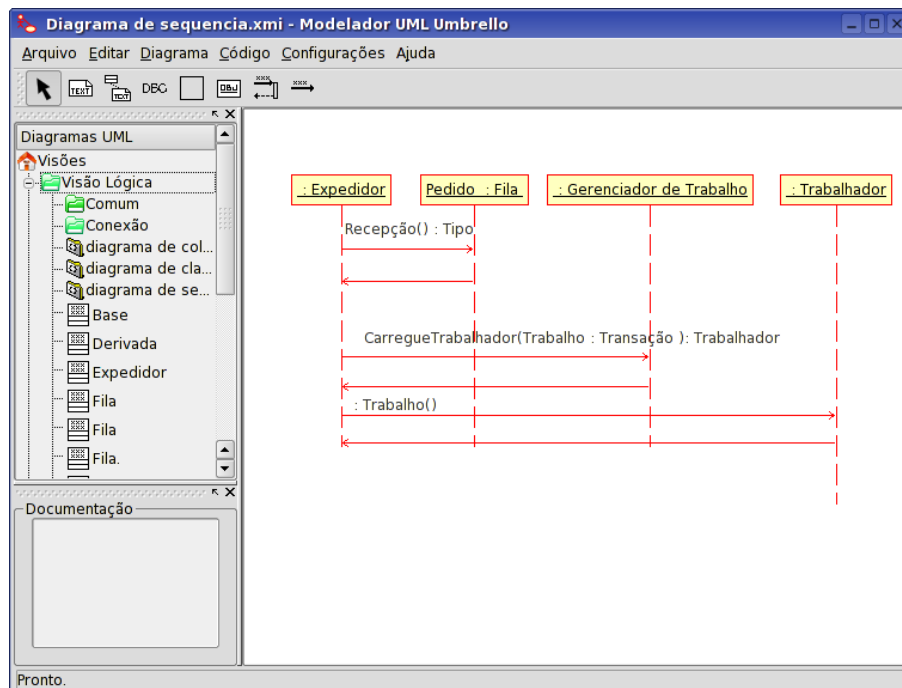 Diagrama de sequencia.xmi - Modelador UML Umbrello
Arquivo Editar Diagrama Código Configurações Ajuda
TEXT TEXT DBC OBJ xxx xxx
Diagramas UML
Visões
Visão Lógica
Comum
Conexão
diagrama de col...
diagrama de cla...
diagrama de se...
Base
Derivada
Expedidor
Fila
Fila
Fila.
Documentação
: Expedidor
Pedido : Fila
: Gerenciador de Trabalho
: Trabalhador
Recepção() : Tipo
CarregueTrabalhador(Trabalho : Transação ): Trabalhador
: Trabalho()
Pronto.